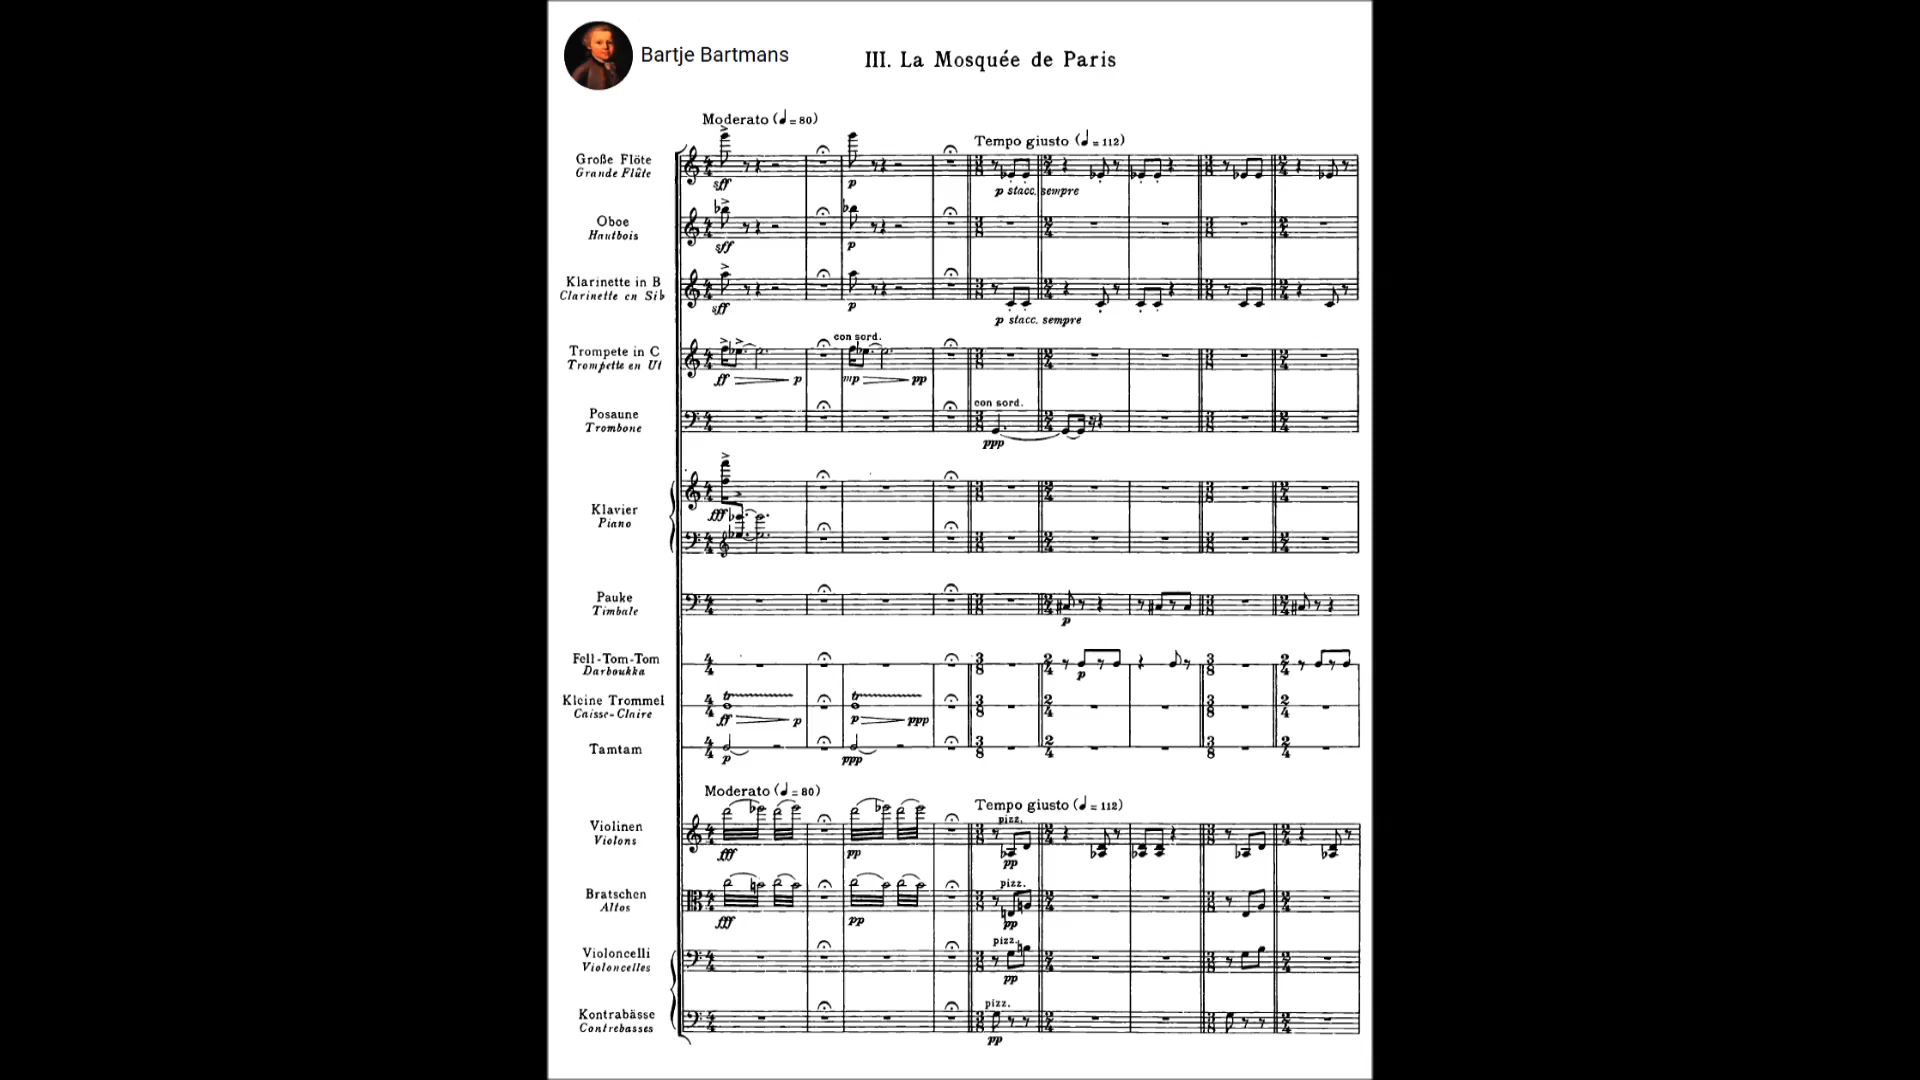 Bartje Bartmans
III. La Mosquée de Paris
Moderato (♩=80)
Tempo giusto (♩=112)
Große Flöte
Grande Flûte
sff p p stacc. sempre
Oboe
Hautbois
sff p
Klarinette in B
Clarinette en Sib
sff p
p stacc. sempre
con sord.
Trompete in C
Trompette en Ut
ff p mp pp
con sord.
Posaune
Trombone
ppp
Klavier
Piano
fff
Pauke
Timbale
p
Fell-Tom-Tom
Darboukka
p
Kleine Trommel
Caisse-Claire
tr tr
ff p p ppp
Tamtam
p ppp
Moderato (♩=80)
Tempo giusto (♩=112)
pizz.
Violinen
Violons
fff pp pp
pizz.
Bratschen
Altos
fff pp pp
pizz.
Violoncelli
Violoncelles
pp
pizz.
Kontrabässe
Contrebasses
pp